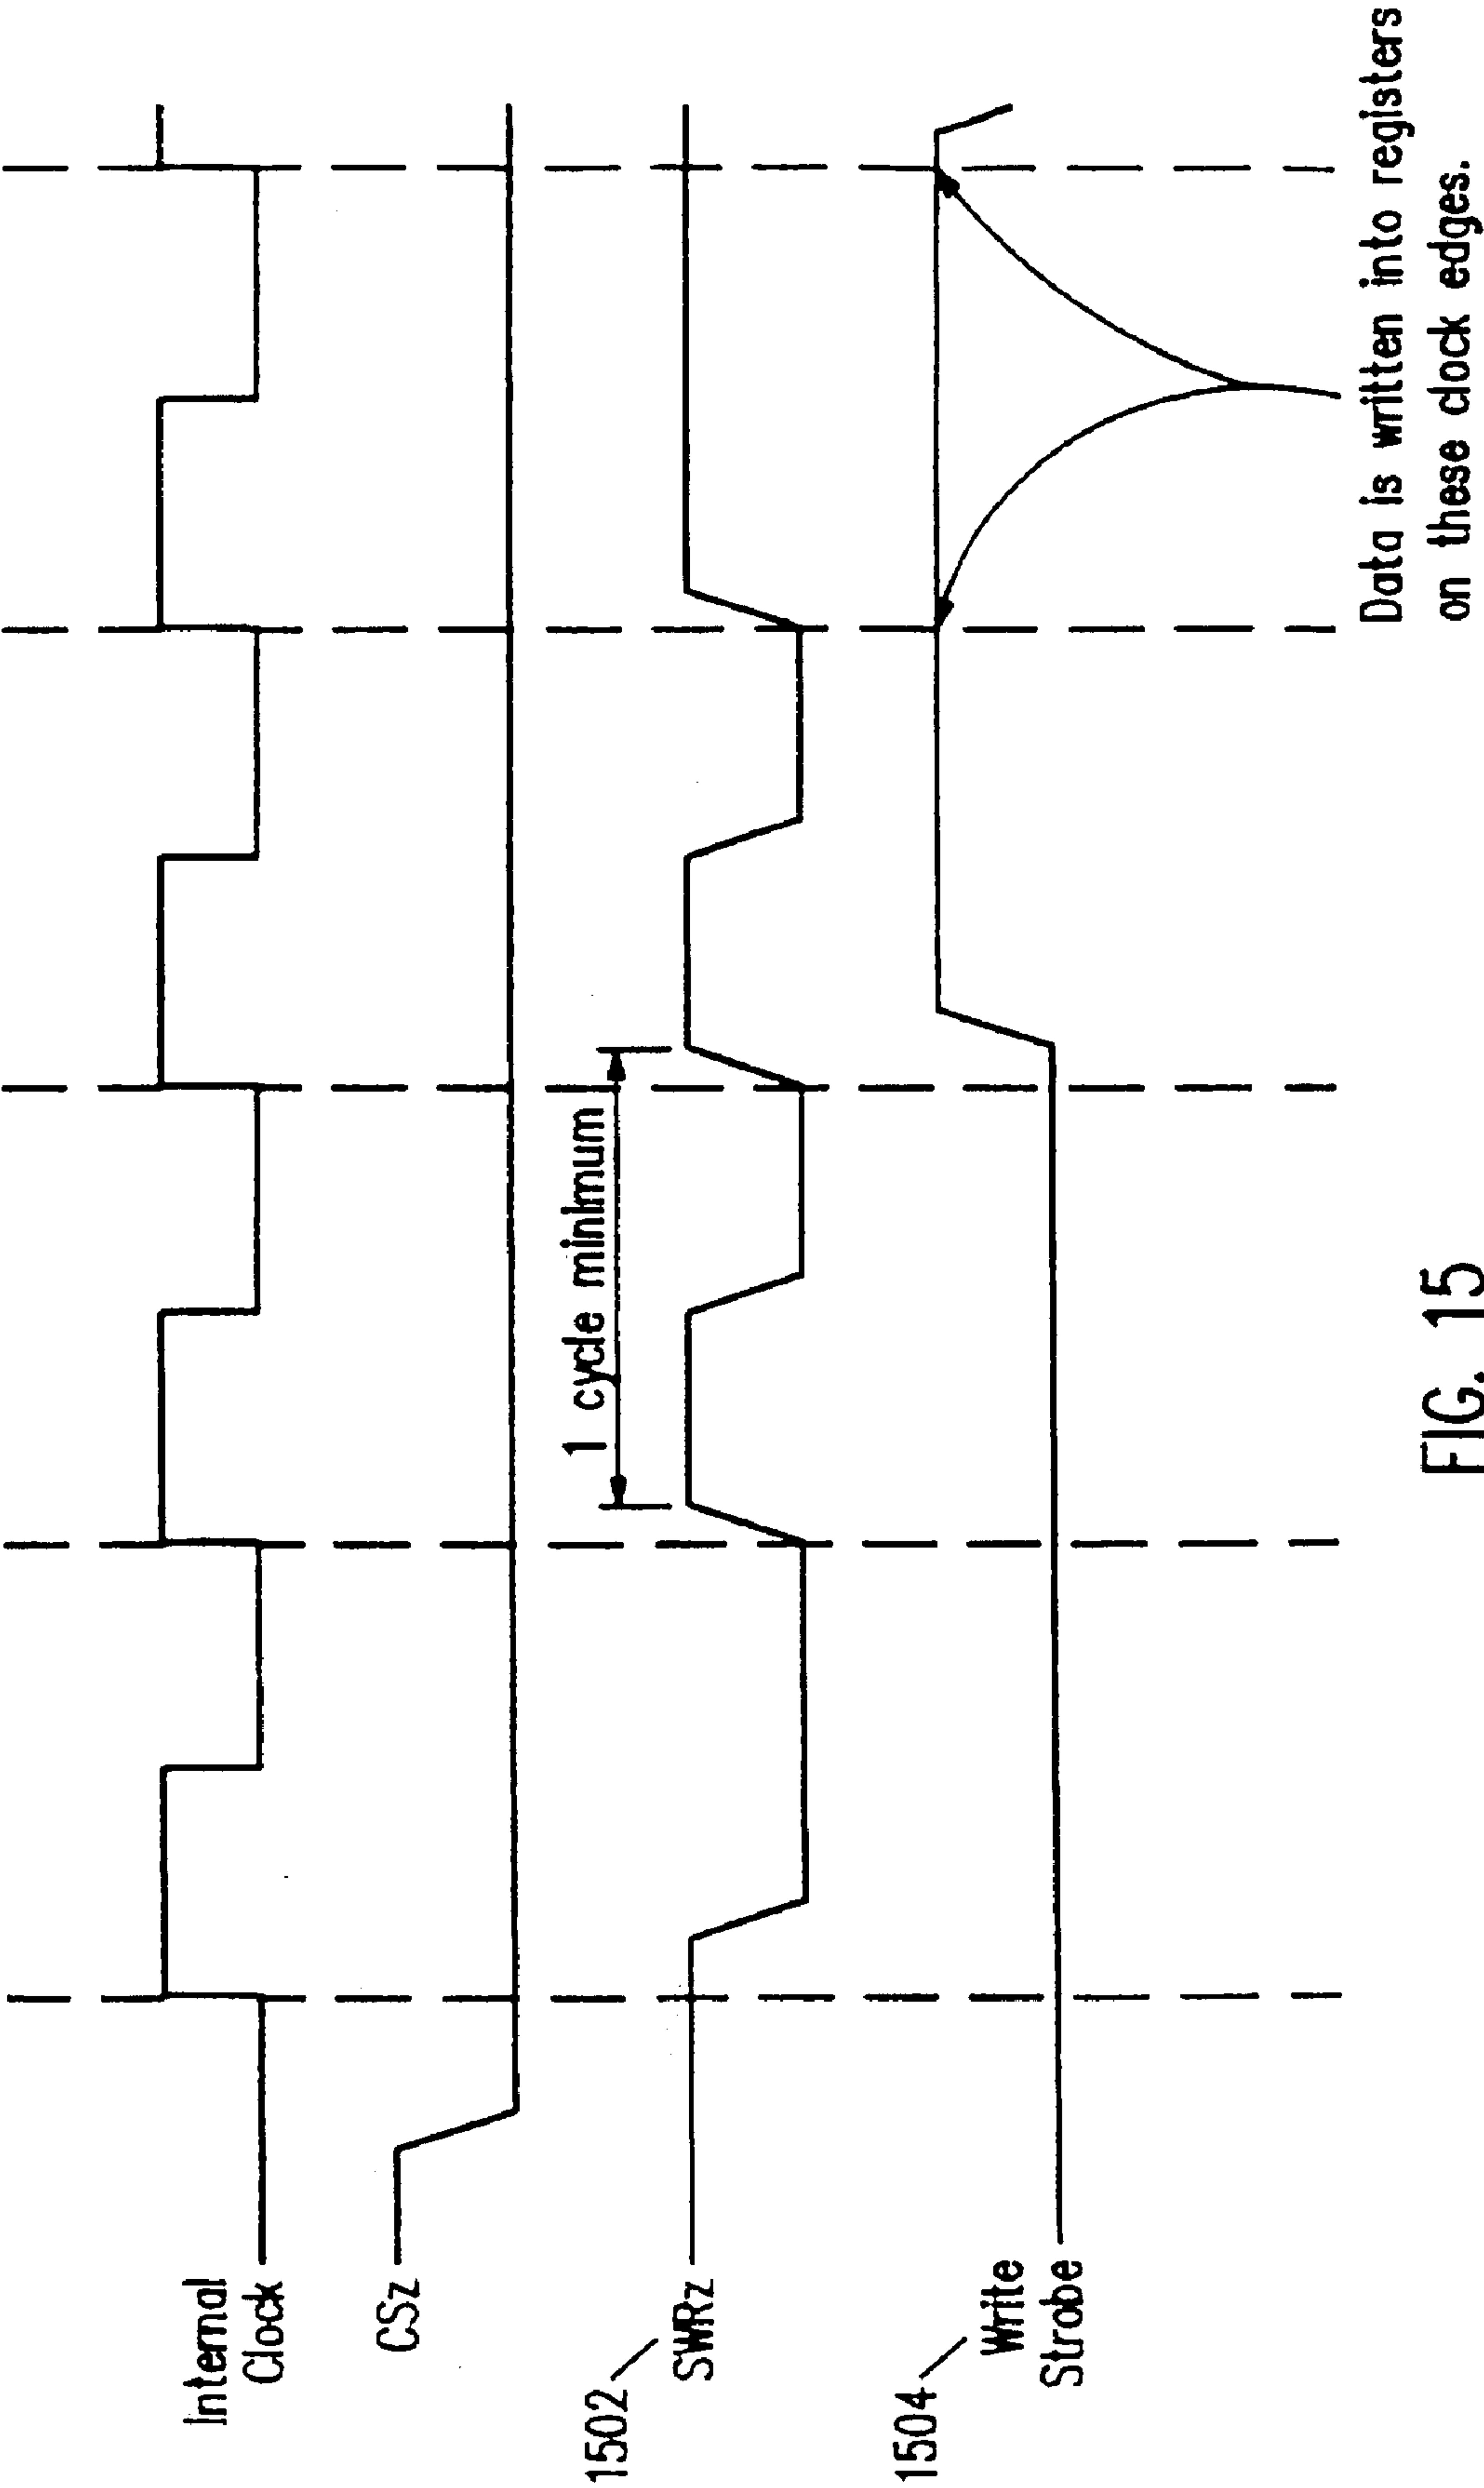 Internal
Clock
CSz
1502
SWRz
1 cycle minimum
1504
Write
Strobe
Data is written into registers
on these clock edges.
FIG. 15